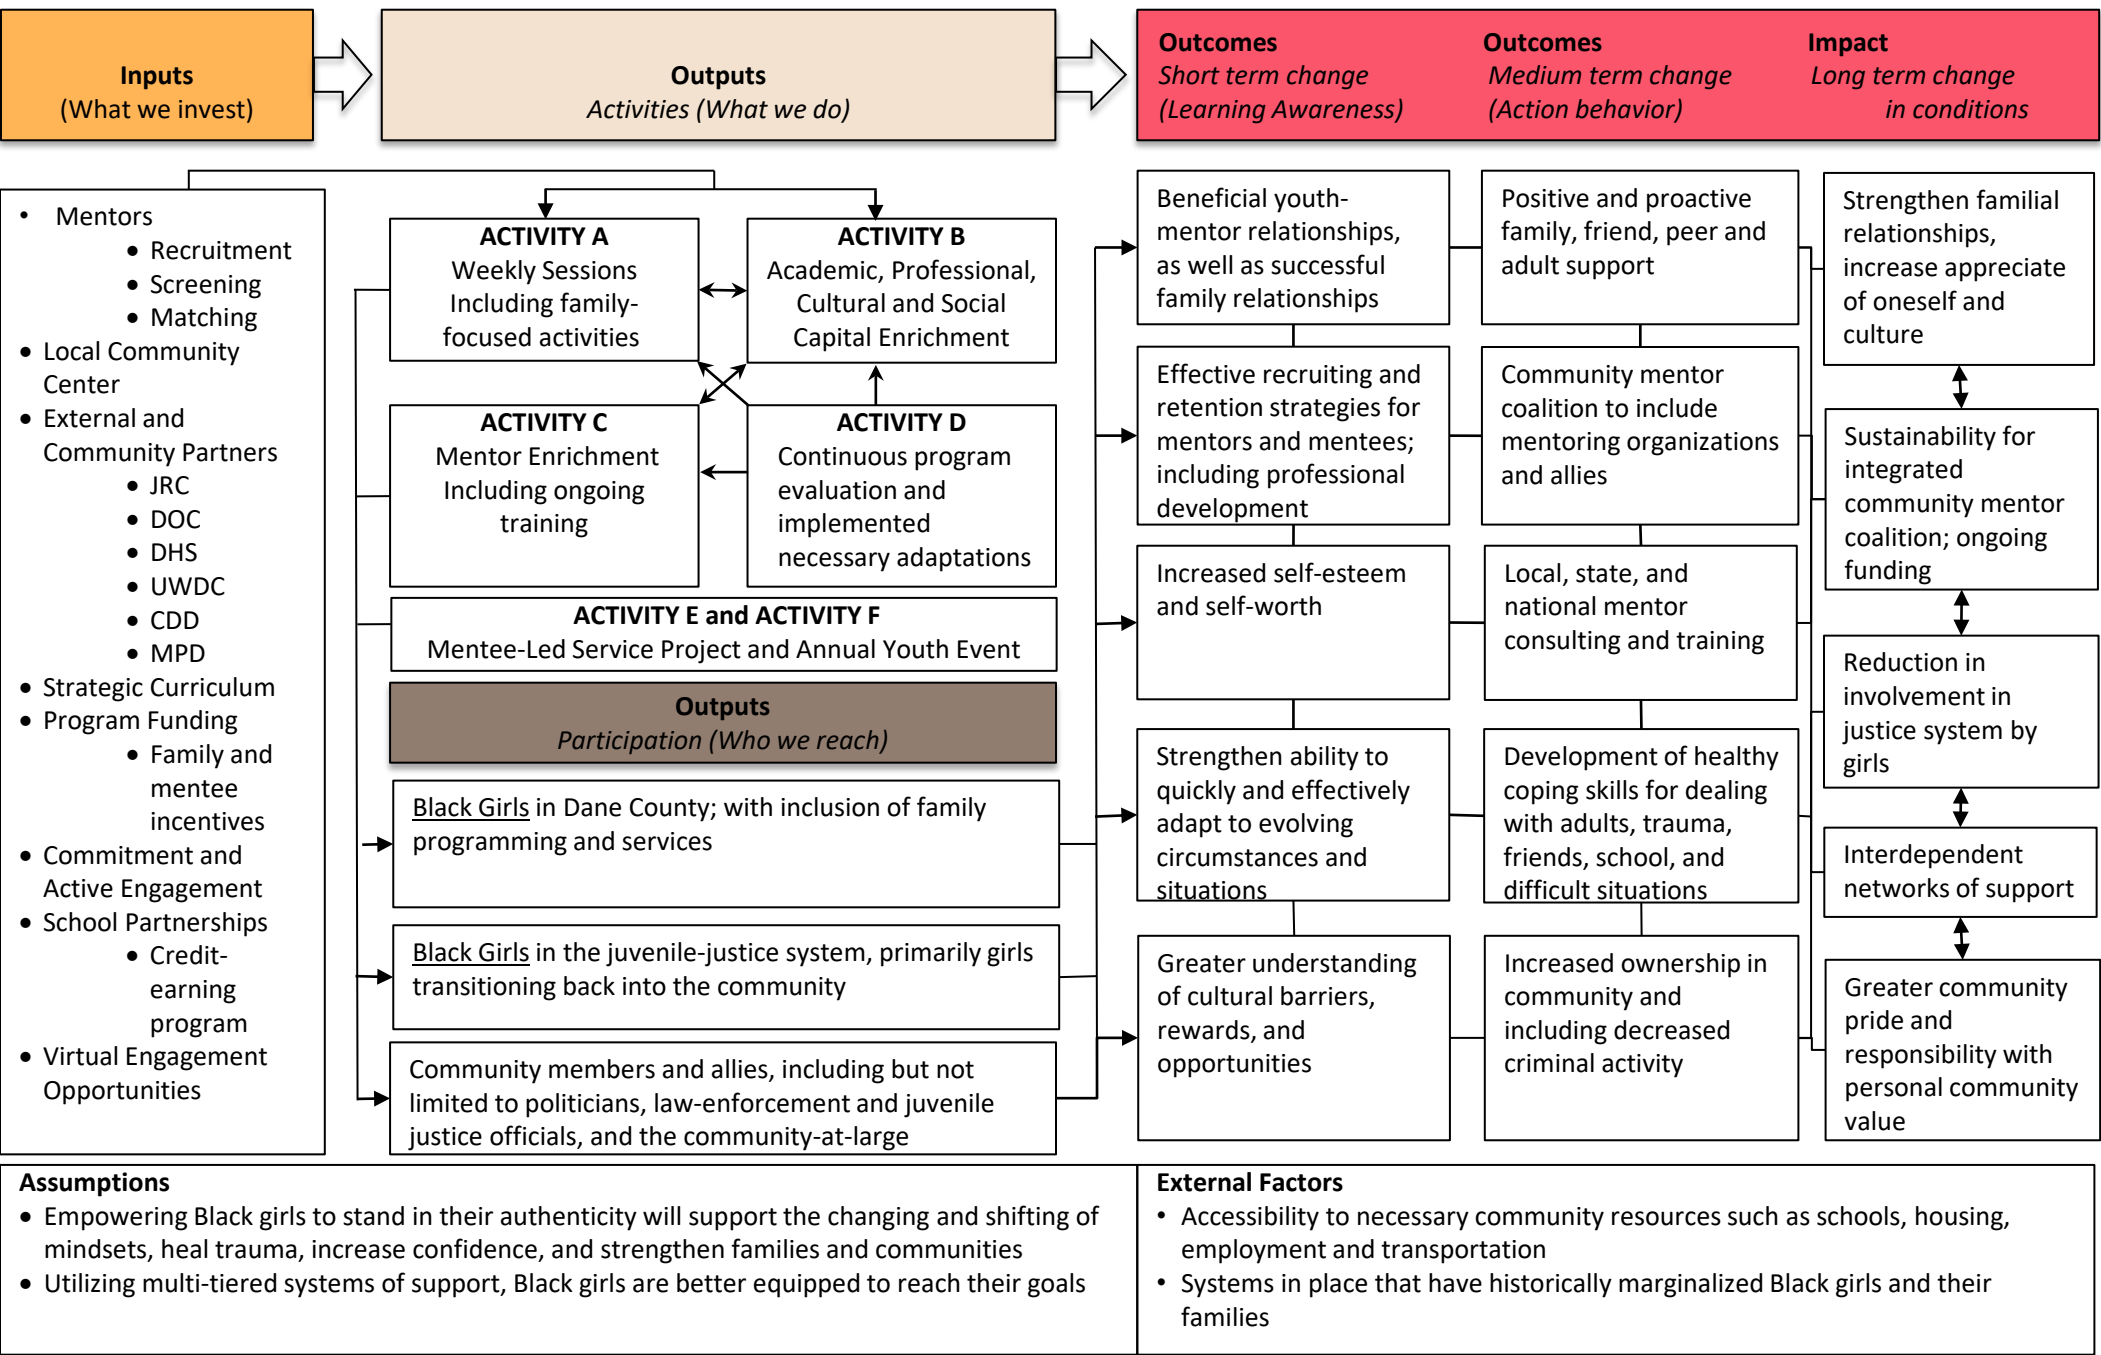 Inputs
(What we invest)
Outputs
Activities (What we do)
Outcomes
Short term change
(Learning Awareness)
Outcomes
Medium term change
(Action behavior)
Impact
Long term change
in conditions
• Mentors
• Recruitment
• Screening
• Matching
• Local Community
Center
• External and
Community Partners
• JRC
• DOC
• DHS
• UWDC
• CDD
• MPD
• Strategic Curriculum
• Program Funding
• Family and
mentee
incentives
• Commitment and
Active Engagement
• School Partnerships
• Credit-
earning
program
• Virtual Engagement
Opportunities
ACTIVITY A
Weekly Sessions
Including family-
focused activities
ACTIVITY B
Academic, Professional,
Cultural and Social
Capital Enrichment
ACTIVITY C
Mentor Enrichment
Including ongoing
training
ACTIVITY D
Continuous program
evaluation and
implemented
necessary adaptations
ACTIVITY E and ACTIVITY F
Mentee-Led Service Project and Annual Youth Event
Outputs
Participation (Who we reach)
Black Girls in Dane County; with inclusion of family
programming and services
Black Girls in the juvenile-justice system, primarily girls
transitioning back into the community
Community members and allies, including but not
limited to politicians, law-enforcement and juvenile
justice officials, and the community-at-large
Beneficial youth-
mentor relationships,
as well as successful
family relationships
Effective recruiting and
retention strategies for
mentors and mentees;
including professional
development
Increased self-esteem
and self-worth
Strengthen ability to
quickly and effectively
adapt to evolving
circumstances and
situations
Greater understanding
of cultural barriers,
rewards, and
opportunities
Positive and proactive
family, friend, peer and
adult support
Community mentor
coalition to include
mentoring organizations
and allies
Local, state, and
national mentor
consulting and training
Development of healthy
coping skills for dealing
with adults, trauma,
friends, school, and
difficult situations
Increased ownership in
community and
including decreased
criminal activity
Strengthen familial
relationships,
increase appreciate
of oneself and
culture
Sustainability for
integrated
community mentor
coalition; ongoing
funding
Reduction in
involvement in
justice system by
girls
Interdependent
networks of support
Greater community
pride and
responsibility with
personal community
value
Assumptions
• Empowering Black girls to stand in their authenticity will support the changing and shifting of
mindsets, heal trauma, increase confidence, and strengthen families and communities
• Utilizing multi-tiered systems of support, Black girls are better equipped to reach their goals
External Factors
• Accessibility to necessary community resources such as schools, housing,
employment and transportation
• Systems in place that have historically marginalized Black girls and their
families